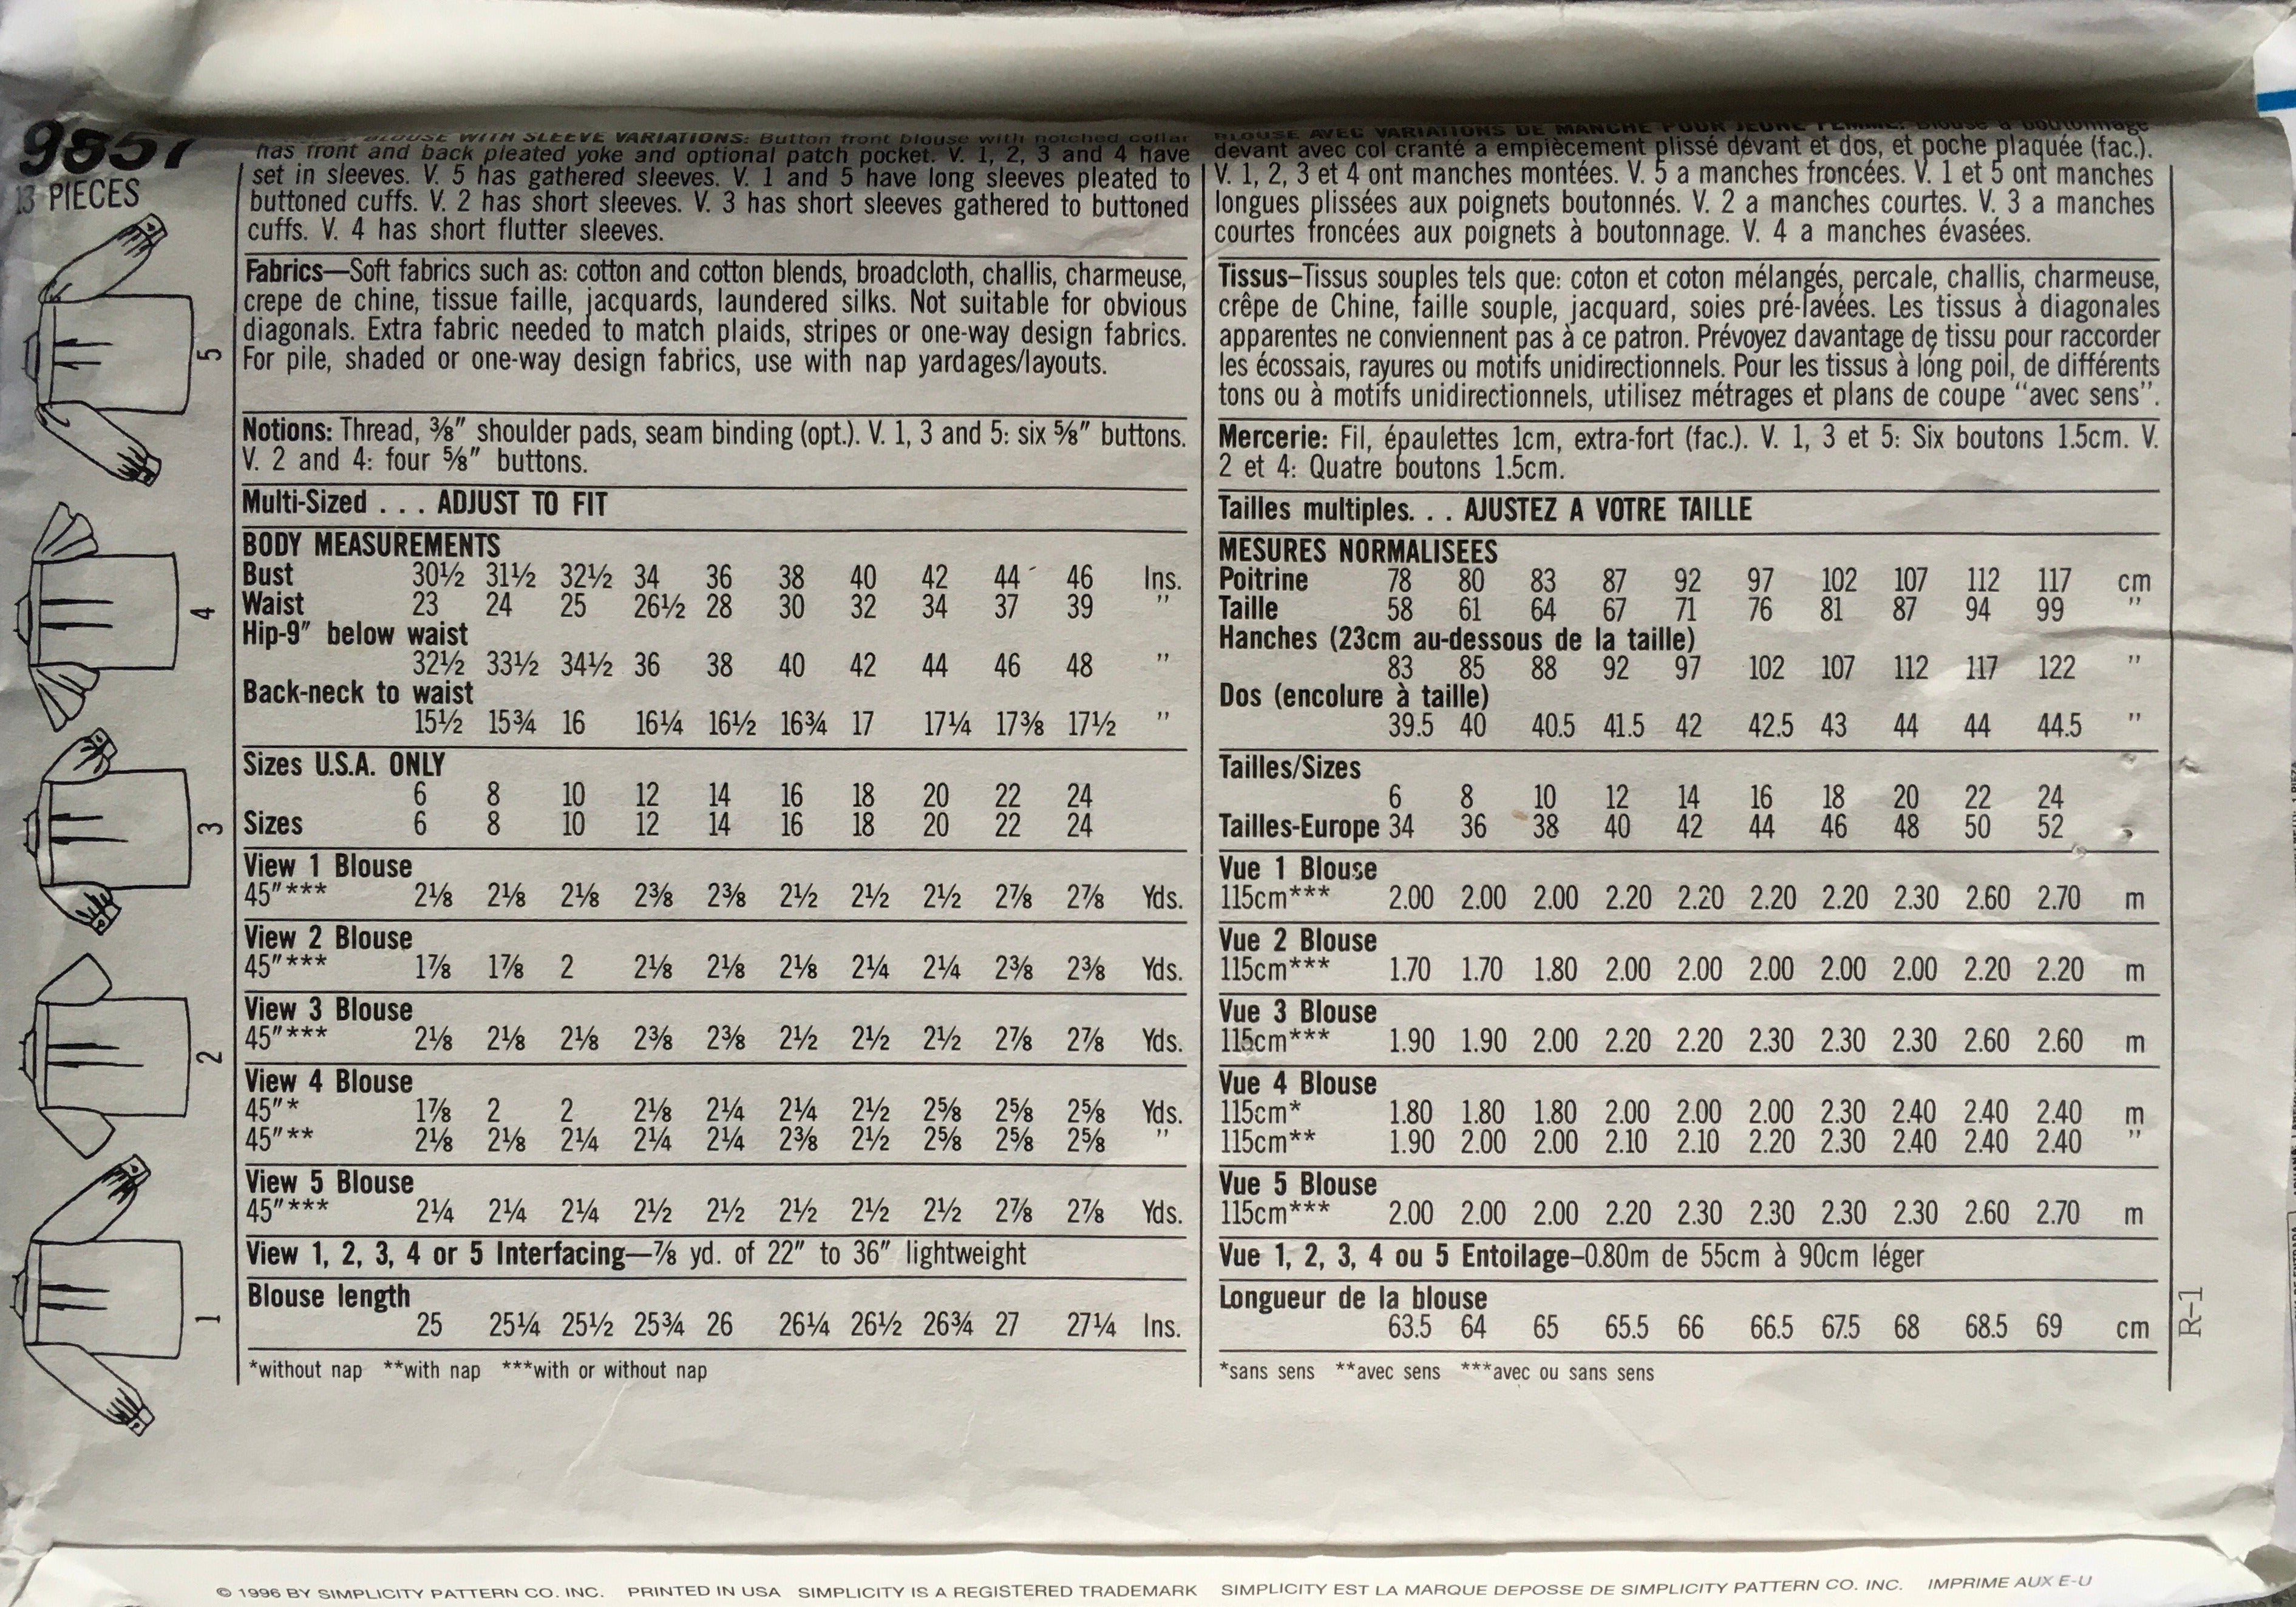 9857
13 PIECES
5
4
3
2
1
BLOUSE WITH SLEEVE VARIATIONS: Button front blouse with notched collar
has front and back pleated yoke and optional patch pocket. V. 1, 2, 3 and 4 have
set in sleeves. V. 5 has gathered sleeves. V. 1 and 5 have long sleeves pleated to
buttoned cuffs. V. 2 has short sleeves. V. 3 has short sleeves gathered to buttoned
cuffs. V. 4 has short flutter sleeves.
Fabrics—Soft fabrics such as: cotton and cotton blends, broadcloth, challis, charmeuse,
crepe de chine, tissue faille, jacquards, laundered silks. Not suitable for obvious
diagonals. Extra fabric needed to match plaids, stripes or one-way design fabrics.
For pile, shaded or one-way design fabrics, use with nap yardages/layouts.
Notions: Thread, ⅜″ shoulder pads, seam binding (opt.). V. 1, 3 and 5: six ⅝″ buttons.
V. 2 and 4: four ⅝″ buttons.
Multi-Sized . . . ADJUST TO FIT
BODY MEASUREMENTS
Bust 30½ 31½ 32½ 34 36 38 40 42 44 46 Ins.
Waist 23 24 25 26½ 28 30 32 34 37 39 ″
Hip-9″ below waist
32½ 33½ 34½ 36 38 40 42 44 46 48 ″
Back-neck to waist
15½ 15¾ 16 16¼ 16½ 16¾ 17 17¼ 17⅜ 17½ ″
Sizes U.S.A. ONLY
6 8 10 12 14 16 18 20 22 24
Sizes 6 8 10 12 14 16 18 20 22 24
View 1 Blouse
45″*** 2⅛ 2⅛ 2⅛ 2⅜ 2⅜ 2½ 2½ 2½ 2⅞ 2⅞ Yds.
View 2 Blouse
45″*** 1⅞ 1⅞ 2 2⅛ 2⅛ 2⅛ 2¼ 2¼ 2⅜ 2⅜ Yds.
View 3 Blouse
45″*** 2⅛ 2⅛ 2⅛ 2⅜ 2⅜ 2½ 2½ 2½ 2⅞ 2⅞ Yds.
View 4 Blouse
45″* 1⅞ 2 2 2⅛ 2¼ 2¼ 2½ 2⅝ 2⅝ 2⅝ Yds.
45″** 2⅛ 2⅛ 2¼ 2¼ 2¼ 2⅜ 2½ 2⅝ 2⅝ 2⅝ ″
View 5 Blouse
45″*** 2¼ 2¼ 2¼ 2½ 2½ 2½ 2½ 2½ 2⅞ 2⅞ Yds.
View 1, 2, 3, 4 or 5 Interfacing—⅞ yd. of 22″ to 36″ lightweight
Blouse length
25 25¼ 25½ 25¾ 26 26¼ 26½ 26¾ 27 27¼ Ins.
*without nap **with nap ***with or without nap
BLOUSE AVEC VARIATIONS DE MANCHE POUR JEUNE FEMME: Blouse à boutonnage
devant avec col cranté a empiècement plissé devant et dos, et poche plaquée (fac.).
V. 1, 2, 3 et 4 ont manches montées. V. 5 a manches froncées. V. 1 et 5 ont manches
longues plissées aux poignets boutonnés. V. 2 a manches courtes. V. 3 a manches
courtes froncées aux poignets à boutonnage. V. 4 a manches évasées.
Tissus–Tissus souples tels que: coton et coton mélangés, percale, challis, charmeuse,
crêpe de Chine, faille souple, jacquard, soies pré-lavées. Les tissus à diagonales
apparentes ne conviennent pas à ce patron. Prévoyez davantage de tissu pour raccorder
les écossais, rayures ou motifs unidirectionnels. Pour les tissus à long poil, de différents
tons ou à motifs unidirectionnels, utilisez métrages et plans de coupe “avec sens”.
Mercerie: Fil, épaulettes 1cm, extra-fort (fac.). V. 1, 3 et 5: Six boutons 1.5cm. V.
2 et 4: Quatre boutons 1.5cm.
Tailles multiples. . . AJUSTEZ A VOTRE TAILLE
MESURES NORMALISEES
Poitrine 78 80 83 87 92 97 102 107 112 117 cm
Taille 58 61 64 67 71 76 81 87 94 99 ″
Hanches (23cm au-dessous de la taille)
83 85 88 92 97 102 107 112 117 122 ″
Dos (encolure à taille)
39.5 40 40.5 41.5 42 42.5 43 44 44 44.5 ″
Tailles/Sizes
6 8 10 12 14 16 18 20 22 24
Tailles-Europe 34 36 38 40 42 44 46 48 50 52
Vue 1 Blouse
115cm*** 2.00 2.00 2.00 2.20 2.20 2.20 2.20 2.30 2.60 2.70 m
Vue 2 Blouse
115cm*** 1.70 1.70 1.80 2.00 2.00 2.00 2.00 2.00 2.20 2.20 m
Vue 3 Blouse
115cm*** 1.90 1.90 2.00 2.20 2.20 2.30 2.30 2.30 2.60 2.60 m
Vue 4 Blouse
115cm* 1.80 1.80 1.80 2.00 2.00 2.00 2.30 2.40 2.40 2.40 m
115cm** 1.90 2.00 2.00 2.10 2.10 2.20 2.30 2.40 2.40 2.40 ″
Vue 5 Blouse
115cm*** 2.00 2.00 2.00 2.20 2.30 2.30 2.30 2.30 2.60 2.70 m
Vue 1, 2, 3, 4 ou 5 Entoilage–0.80m de 55cm à 90cm léger
Longueur de la blouse
63.5 64 65 65.5 66 66.5 67.5 68 68.5 69 cm
*sans sens **avec sens ***avec ou sans sens
R-1
© 1996 BY SIMPLICITY PATTERN CO. INC. PRINTED IN USA SIMPLICITY IS A REGISTERED TRADEMARK SIMPLICITY EST LA MARQUE DEPOSSE DE SIMPLICITY PATTERN CO. INC. IMPRIME AUX E-U